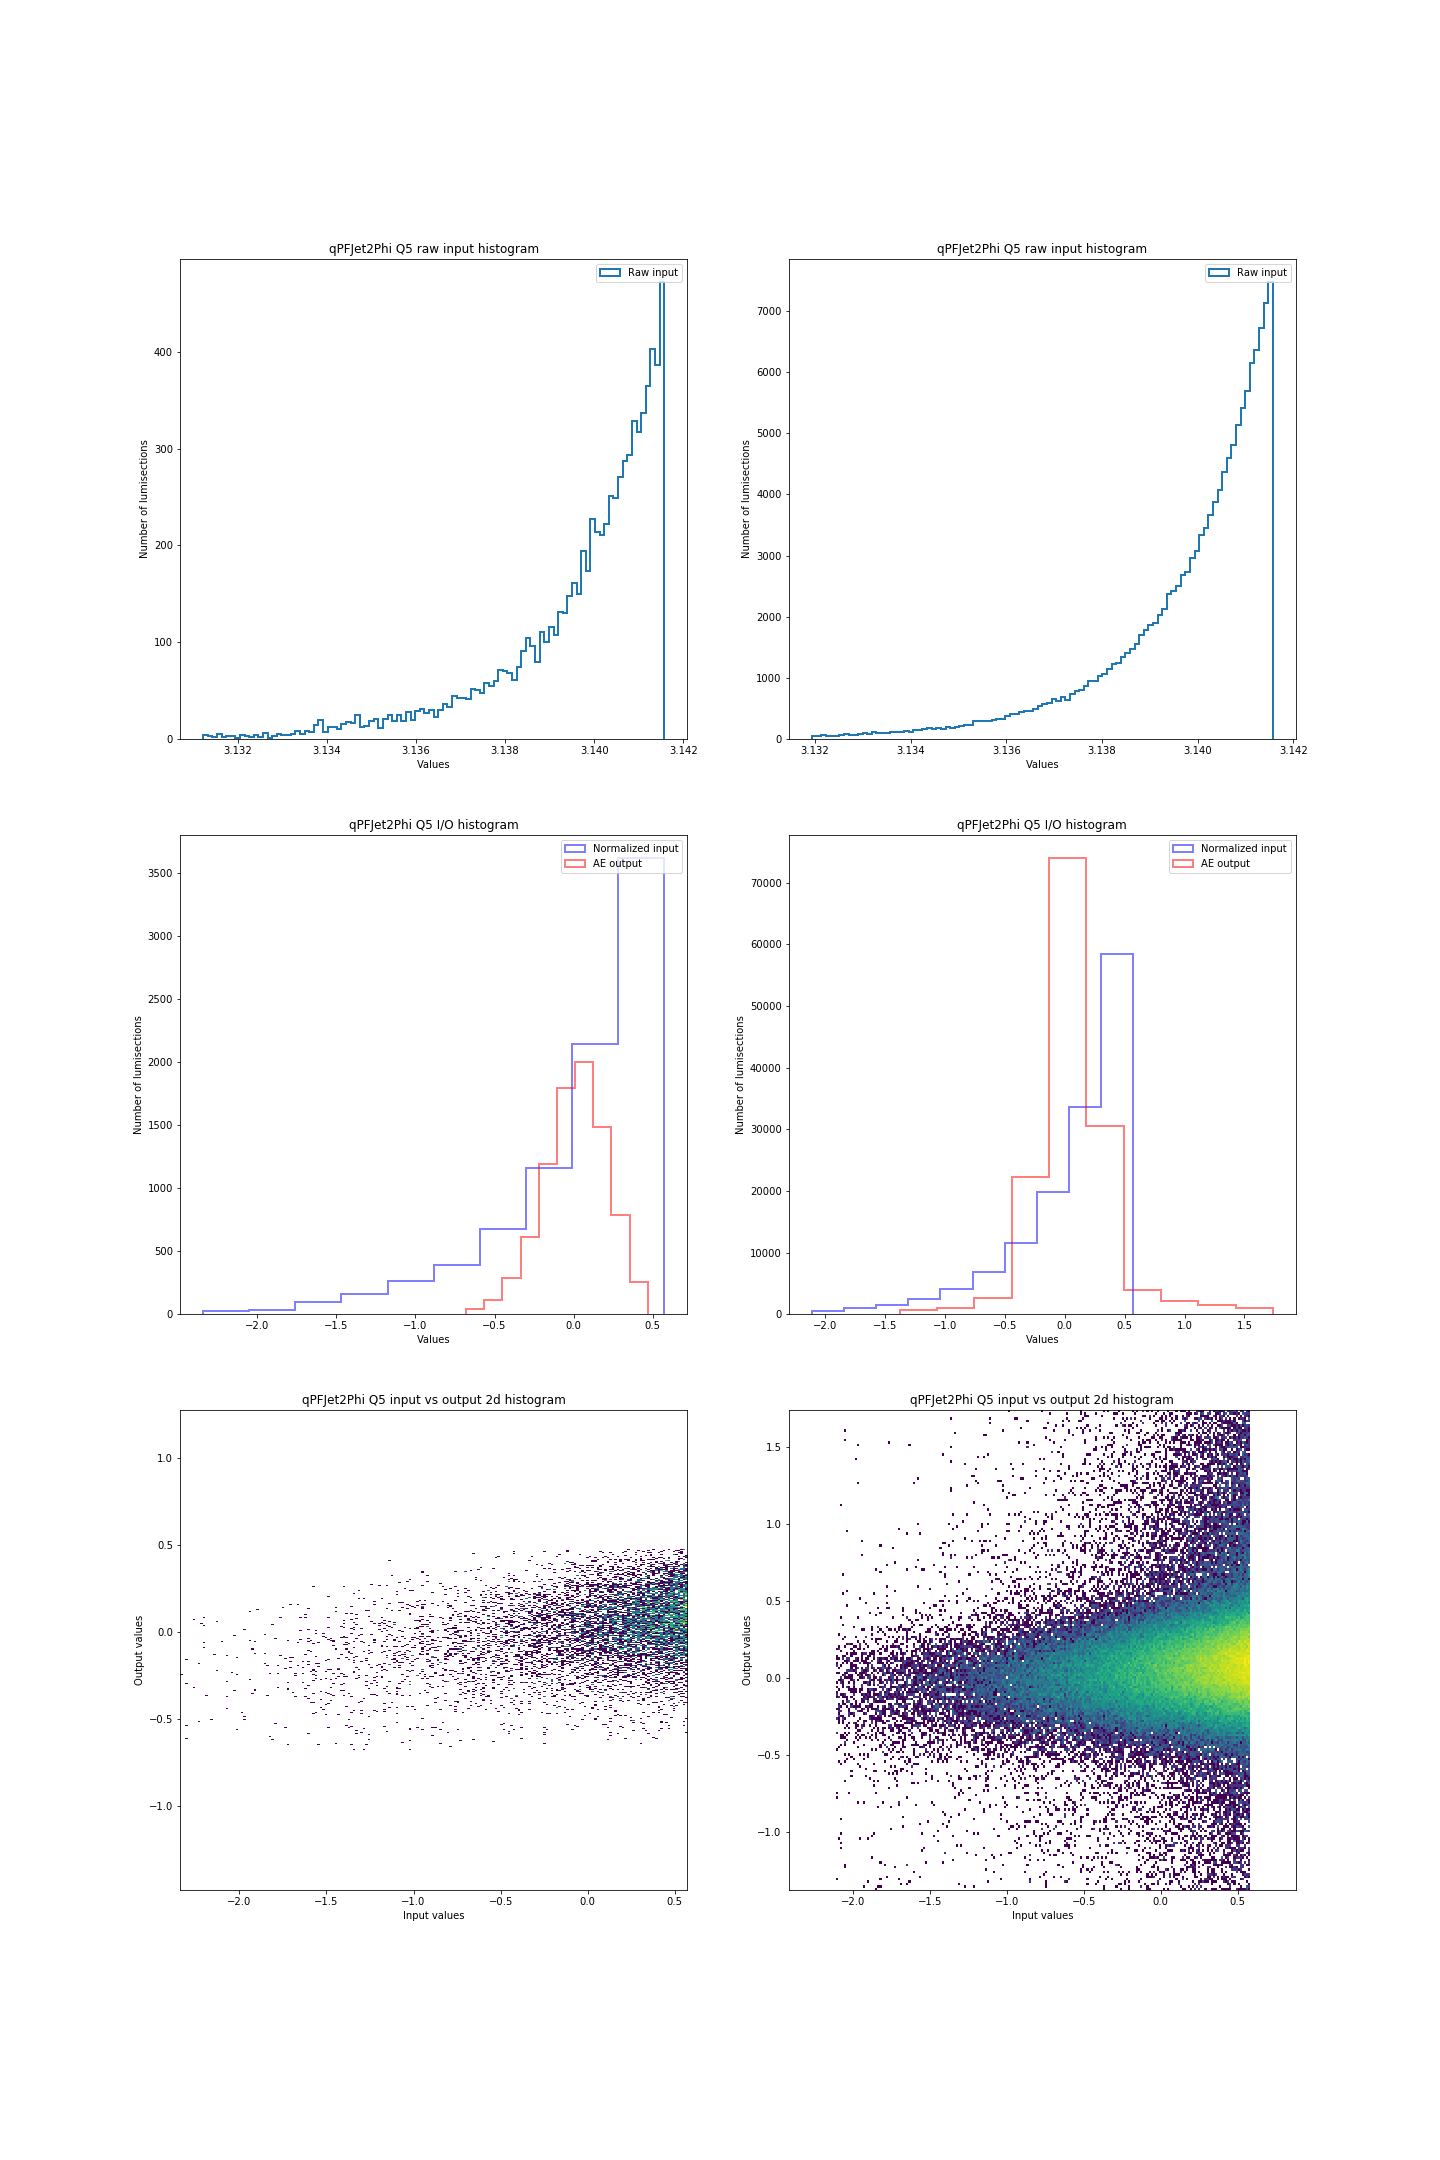 qPFJet2Phi Q5 raw input histogram
Raw input
400
300
200
100
0
Number of lumisections
3.132 3.134 3.136 3.138 3.140 3.142
Values
qPFJet2Phi Q5 raw input histogram
Raw input
7000
6000
5000
4000
3000
2000
1000
0
Number of lumisections
3.132 3.134 3.136 3.138 3.140 3.142
Values
qPFJet2Phi Q5 I/O histogram
Normalized input
AE output
3500
3000
2500
2000
1500
1000
500
0
Number of lumisections
−2.0 −1.5 −1.0 −0.5 0.0 0.5
Values
qPFJet2Phi Q5 I/O histogram
Normalized input
AE output
70000
60000
50000
40000
30000
20000
10000
0
Number of lumisections
−2.0 −1.5 −1.0 −0.5 0.0 0.5 1.0 1.5
Values
qPFJet2Phi Q5 input vs output 2d histogram
1.0
0.5
0.0
−0.5
−1.0
Output values
−2.0 −1.5 −1.0 −0.5 0.0 0.5
Input values
qPFJet2Phi Q5 input vs output 2d histogram
1.5
1.0
0.5
0.0
−0.5
−1.0
Output values
−2.0 −1.5 −1.0 −0.5 0.0 0.5
Input values